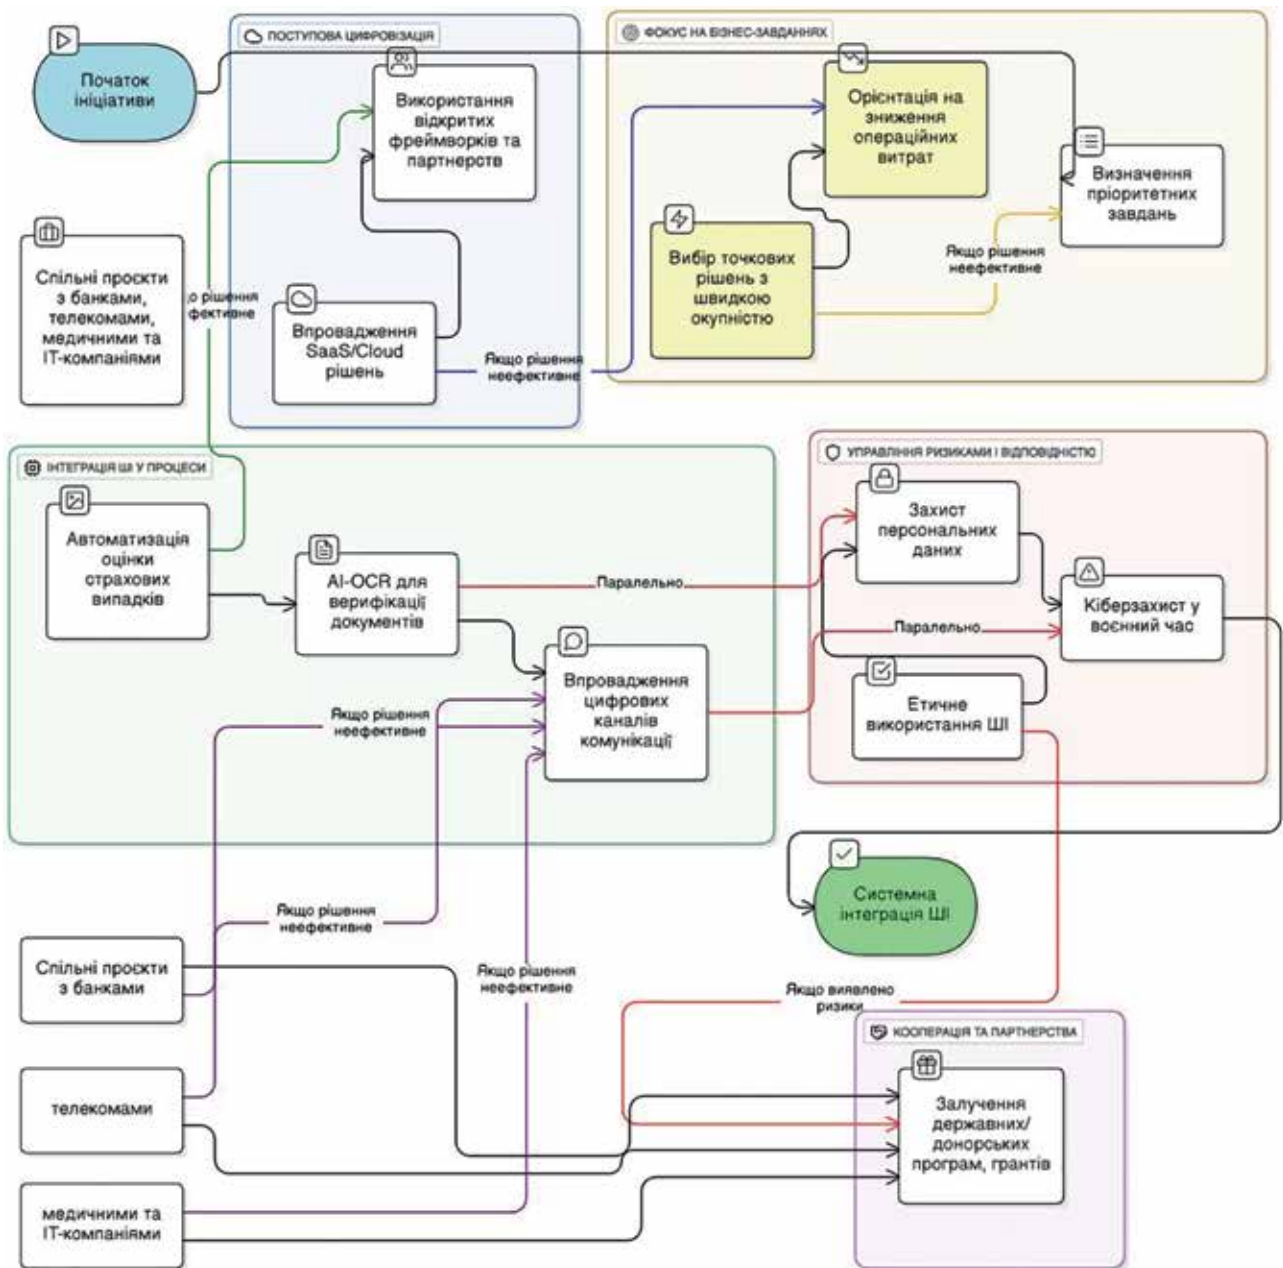 ПОСТУПОВА ЦИФРОВІЗАЦІЯ
ФОКУС НА БІЗНЕС-ЗАВДАННЯХ
Початок
ініціативи
Використання
відкритих
фреймворків та
партнерств
Орієнтація на
зниження
операційних
витрат
Визначення
пріоритетних
завдань
Спільні проєкти
з банками,
телекомами,
медичними та
ІТ-компаніями
о рішення
фективне
Впровадження
SaaS/Cloud
рішень
Якщо рішення
неефективне
Вибір точкових
рішень з
швидкою
окупністю
Якщо рішення
неефективне
ІНТЕГРАЦІЯ ШІ У ПРОЦЕСИ
УПРАВЛІННЯ РИЗИКАМИ І ВІДПОВІДНІСТЮ
Автоматизація
оцінки
страхових
випадків
AI-OCR для
верифікації
документів
Паралельно
Захист
персональних
даних
Кіберзахист у
воєнний час
Паралельно
Впровадження
цифрових
каналів
комунікації
Етичне
використання ШІ
Якщо рішення
неефективне
Системна
інтеграція ШІ
Якщо рішення
неефективне
Якщо рішення
неефективне
Якщо виявлено
ризики
Спільні проєкти
з банками
телекомами
медичними та
ІТ-компаніями
КООПЕРАЦІЯ ТА ПАРТНЕРСТВА
Залучення
державних/
донорських
програм, грантів